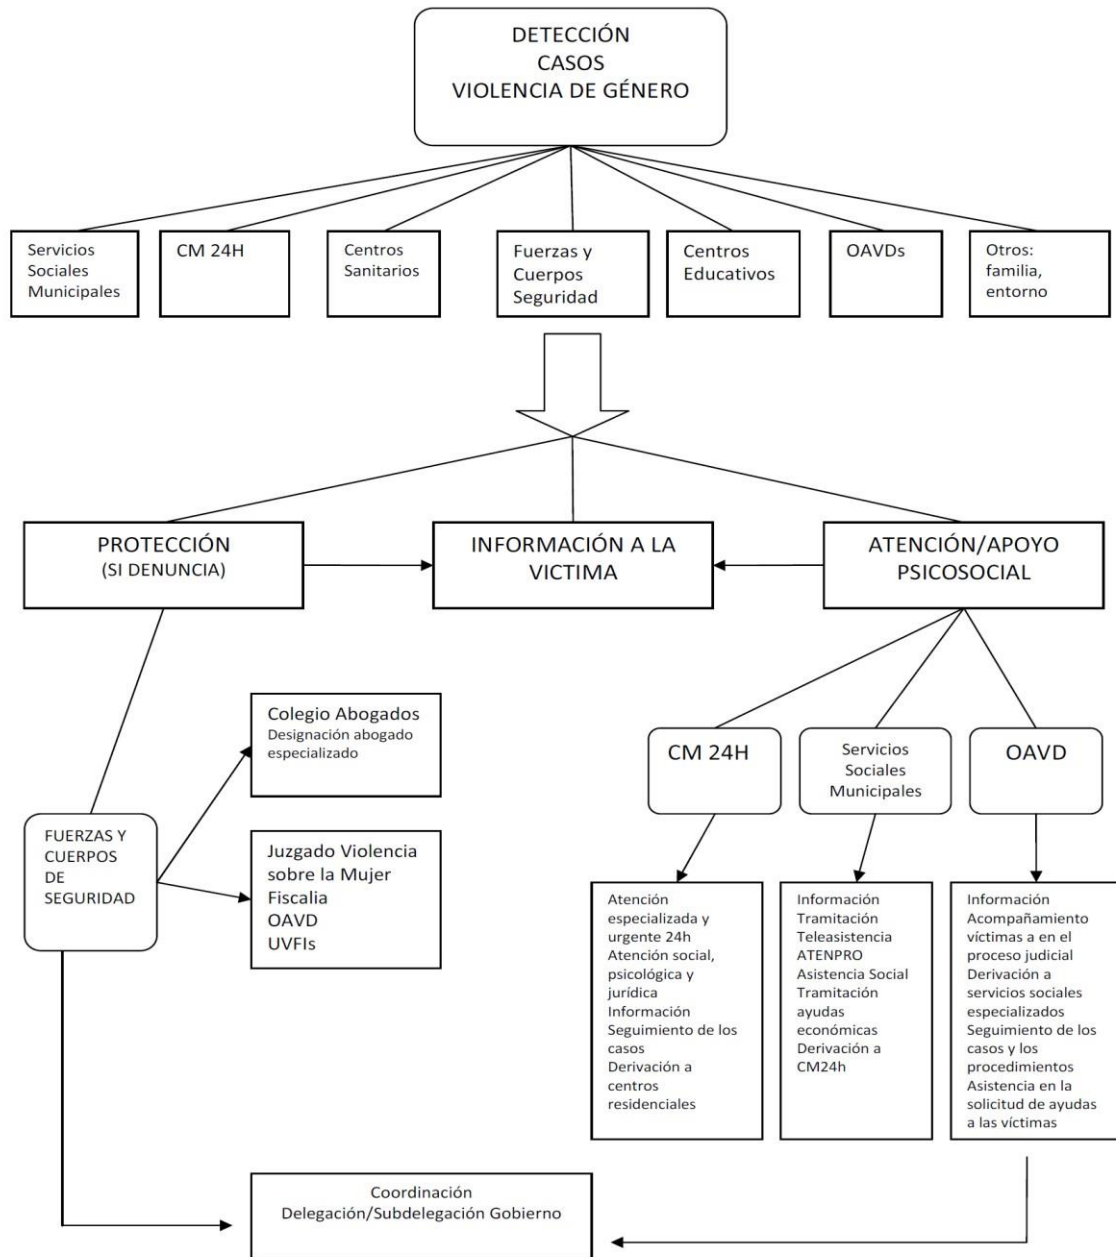 DETECCIÓN
CASOS
VIOLENCIA DE GÉNERO
Servicios
Sociales
Municipales
CM 24H
Centros
Sanitarios
Fuerzas y
Cuerpos
Seguridad
Centros
Educativos
OAVDs
Otros:
familia,
entorno
PROTECCIÓN
(SI DENUNCIA)
INFORMACIÓN A LA
VICTIMA
ATENCIÓN/APOYO
PSICOSOCIAL
Colegio Abogados
Designación abogado
especializado
FUERZAS Y
CUERPOS
DE
SEGURIDAD
Juzgado Violencia
sobre la Mujer
Fiscalia
OAVD
UVFIs
CM 24H
Servicios
Sociales
Municipales
OAVD
Atención
especializada y
urgente 24h
Atención social,
psicológica y
jurídica
Información
Seguimiento de los
casos
Derivación a
centros
residenciales
Información
Tramitación
Teleasistencia
ATENPRO
Asistencia Social
Tramitación
ayudas
económicas
Derivación a
CM24h
Información
Acompañamiento
víctimas a en el
proceso judicial
Derivación a
servicios sociales
especializados
Seguimiento de los
casos y los
procedimientos
Asistencia en la
solicitud de ayudas
a las víctimas
Coordinación
Delegación/Subdelegación Gobierno